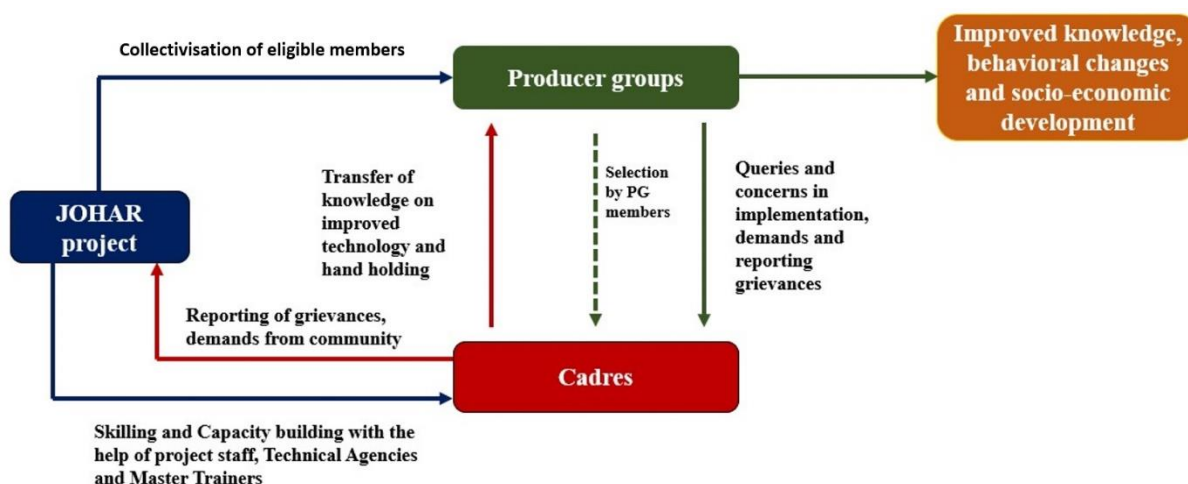 Collectivisation of eligible members
Producer groups
Improved knowledge,
behavioral changes
and socio-economic
development
JOHAR
project
Transfer of
knowledge on
improved
technology and
hand holding
Selection
by PG
members
Queries and
concerns in
implementation,
demands and
reporting
grievances
Reporting of grievances,
demands from community
Cadres
Skilling and Capacity building with the
help of project staff, Technical Agencies
and Master Trainers